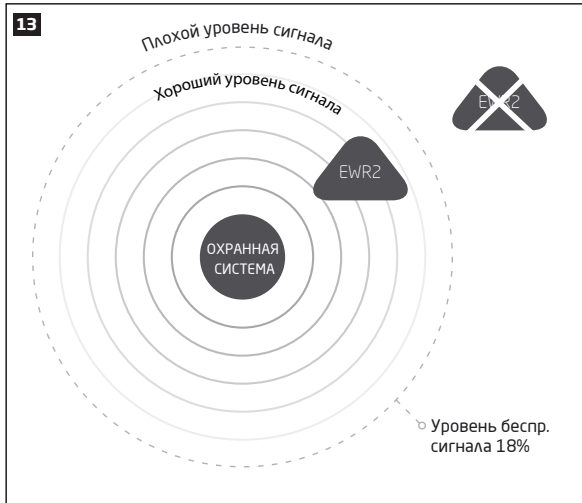 13
Плохой уровень сигнала
Хороший уровень сигнала
EWR2
EWR2
ОХРАННАЯ
СИСТЕМА
Уровень беспр.
сигнала 18%